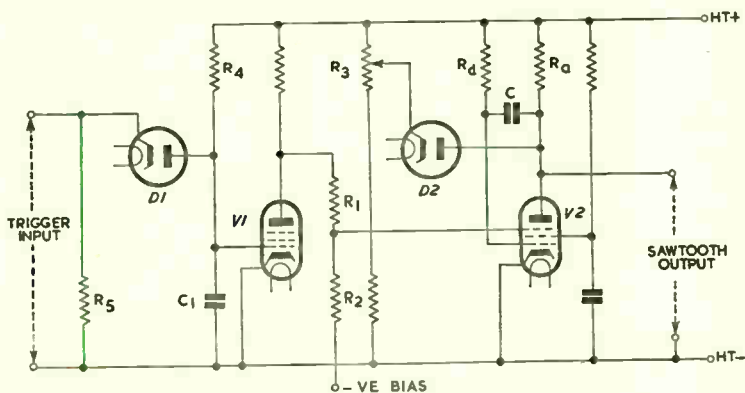 HT+
R4
R3
Rd
Ra
C
D1
D2
V1
R1
V2
TRIGGER
INPUT
SAWTOOTH
OUTPUT
R5
C1
R2
HT-
-VE BIAS